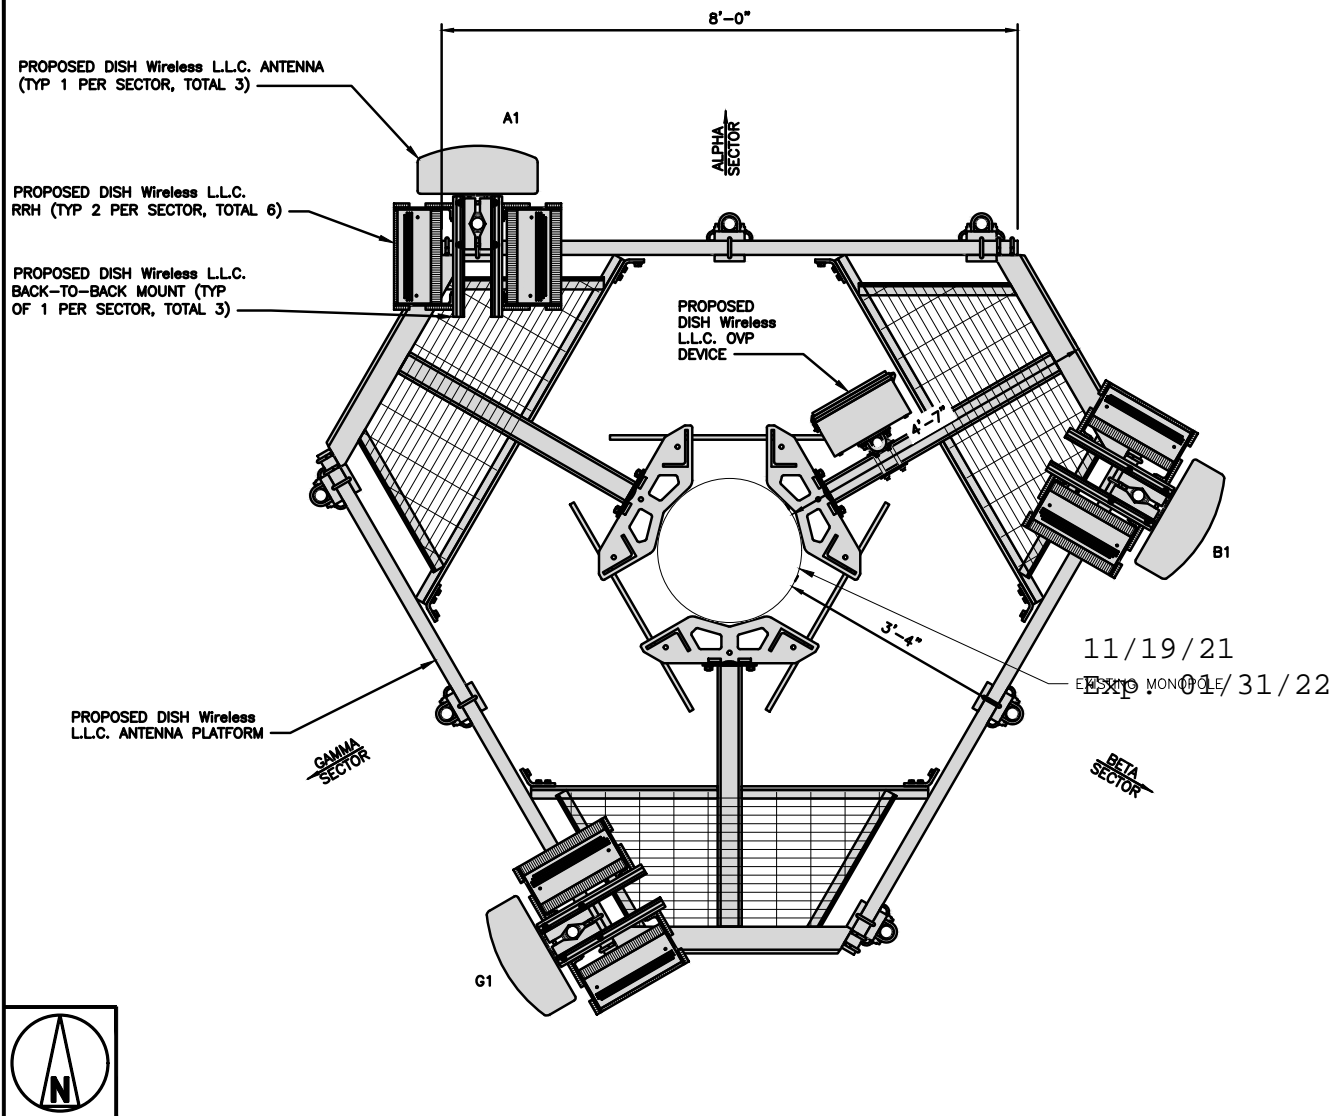 8'-0"
PROPOSED DISH Wireless L.L.C. ANTENNA
(TYP 1 PER SECTOR, TOTAL 3)
A1
ALPHA
SECTOR
PROPOSED DISH Wireless L.L.C.
RRH (TYP 2 PER SECTOR, TOTAL 6)
PROPOSED DISH Wireless L.L.C.
BACK-TO-BACK MOUNT (TYP
OF 1 PER SECTOR, TOTAL 3)
PROPOSED
DISH Wireless
L.L.C. OVP
DEVICE
4'-7"
B1
3'-4"
11/19/21
EXISTING MONOPOLE
Exp. 01/31/22
PROPOSED DISH Wireless
L.L.C. ANTENNA PLATFORM
GAMMA
SECTOR
BETA
SECTOR
G1
N